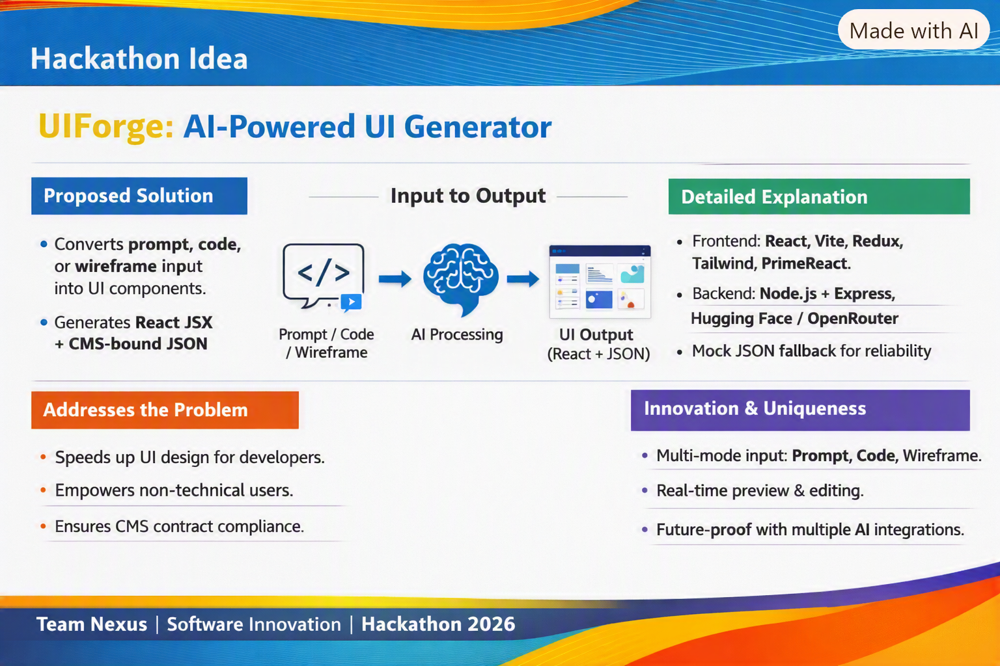 Made with AI
Hackathon Idea
UIForge: AI-Powered UI Generator
Proposed Solution
• Converts prompt, code,
or wireframe input
into UI components.
• Generates React JSX
+ CMS-bound JSON
Input to Output
</>
Prompt / Code
/ Wireframe
AI Processing
UI Output
(React + JSON)
Detailed Explanation
• Frontend: React, Vite, Redux,
Tailwind, PrimeReact.
• Backend: Node.js + Express,
Hugging Face / OpenRouter
• Mock JSON fallback for reliability
Addresses the Problem
• Speeds up UI design for developers.
• Empowers non-technical users.
• Ensures CMS contract compliance.
Innovation & Uniqueness
• Multi-mode input: Prompt, Code, Wireframe.
• Real-time preview & editing.
• Future-proof with multiple AI integrations.
Team Nexus | Software Innovation | Hackathon 2026